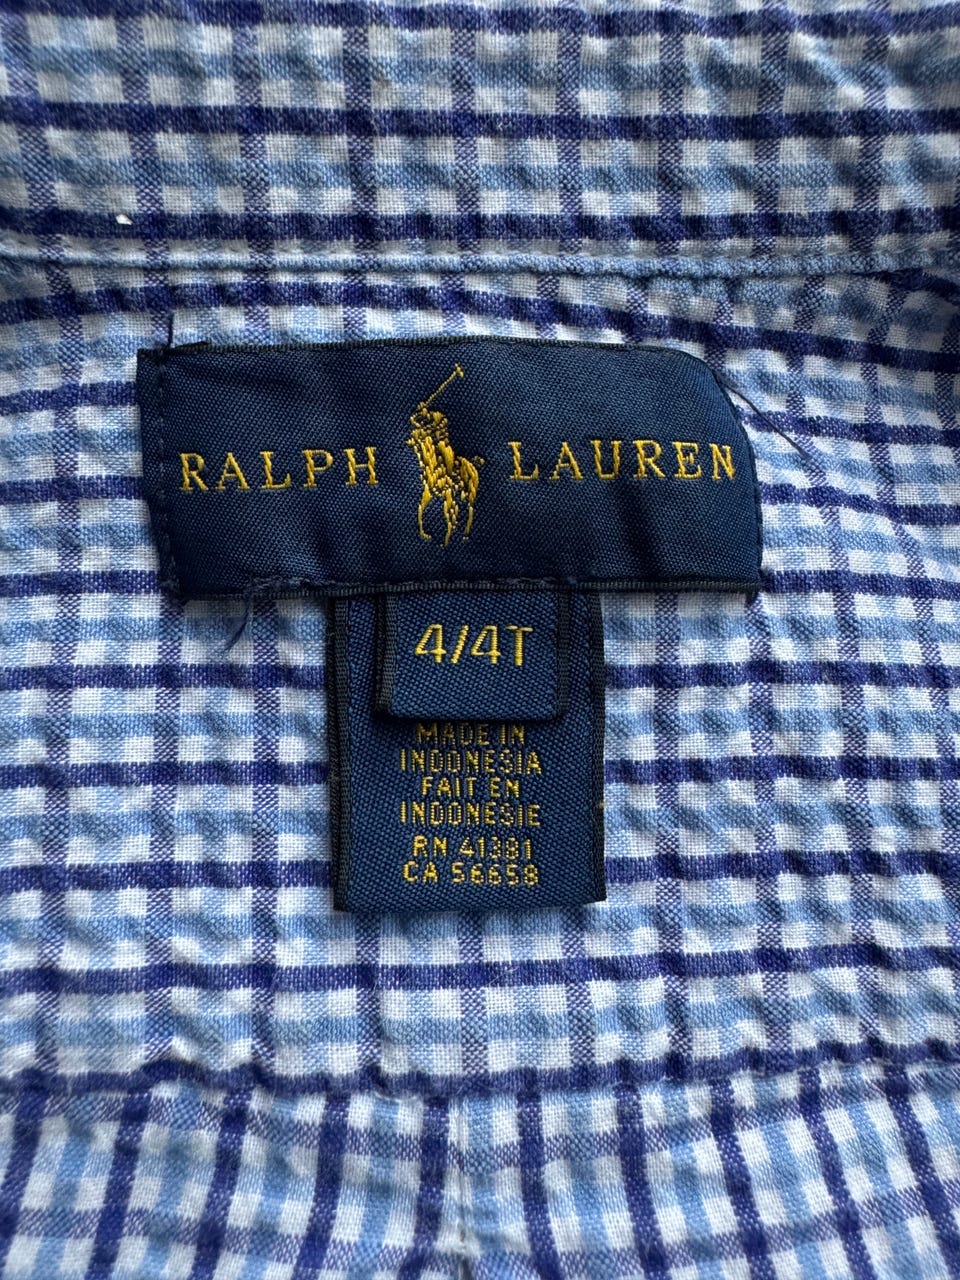 RALPH LAUREN
4/4T
MADE IN
INDONESIA
FAIT EN
INDONESIE
RN 41381
CA 56658